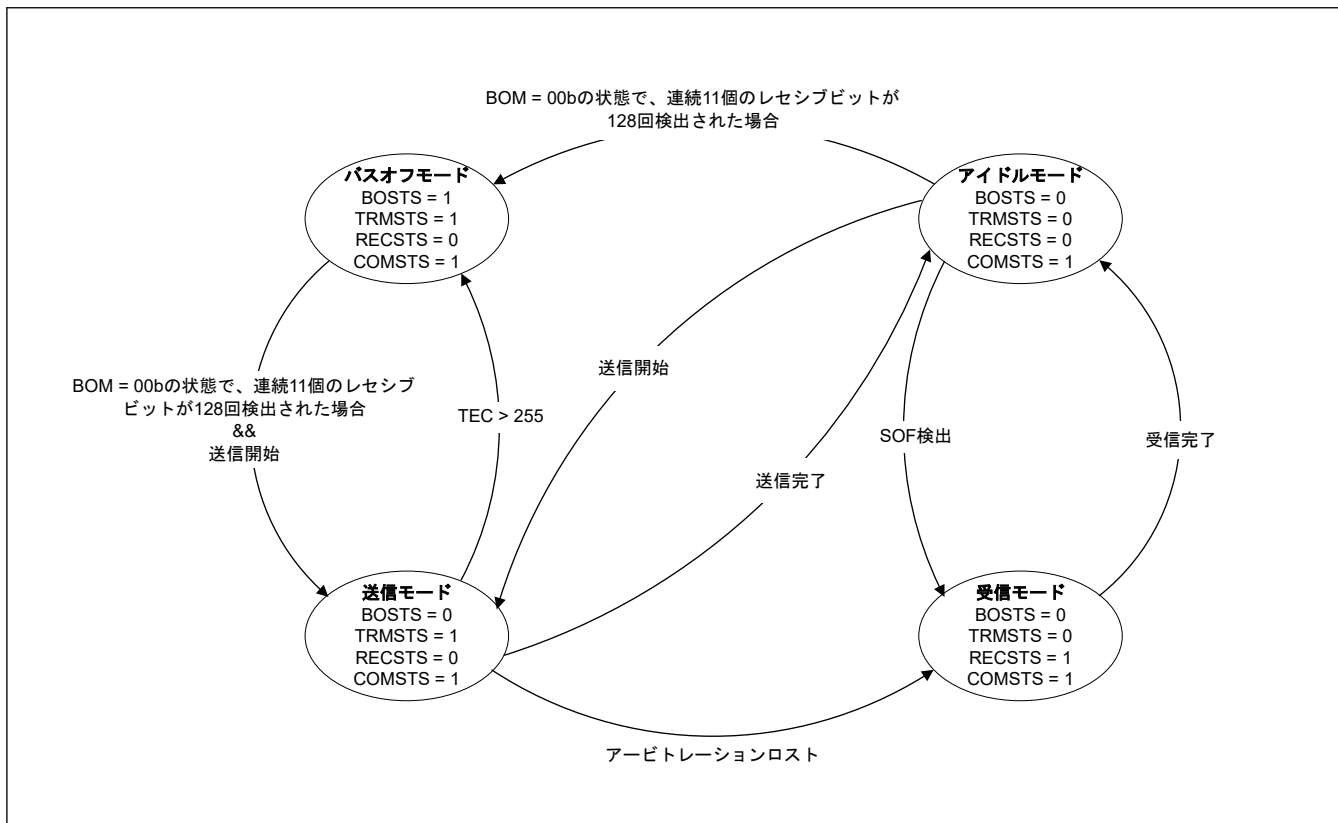 BOM = 00bの状態で、連続11個のレセシブビットが
128回検出された場合
バスオフモード
BOSTS = 1
TRMSTS = 1
RECSTS = 0
COMSTS = 1
アイドルモード
BOSTS = 0
TRMSTS = 0
RECSTS = 0
COMSTS = 1
BOM = 00bの状態で、連続11個のレセシブ
ビットが128回検出された場合
&&
送信開始
TEC > 255
送信開始
送信完了
SOF検出
受信完了
送信モード
BOSTS = 0
TRMSTS = 1
RECSTS = 0
COMSTS = 1
受信モード
BOSTS = 0
TRMSTS = 0
RECSTS = 1
COMSTS = 1
アービトレーションロスト